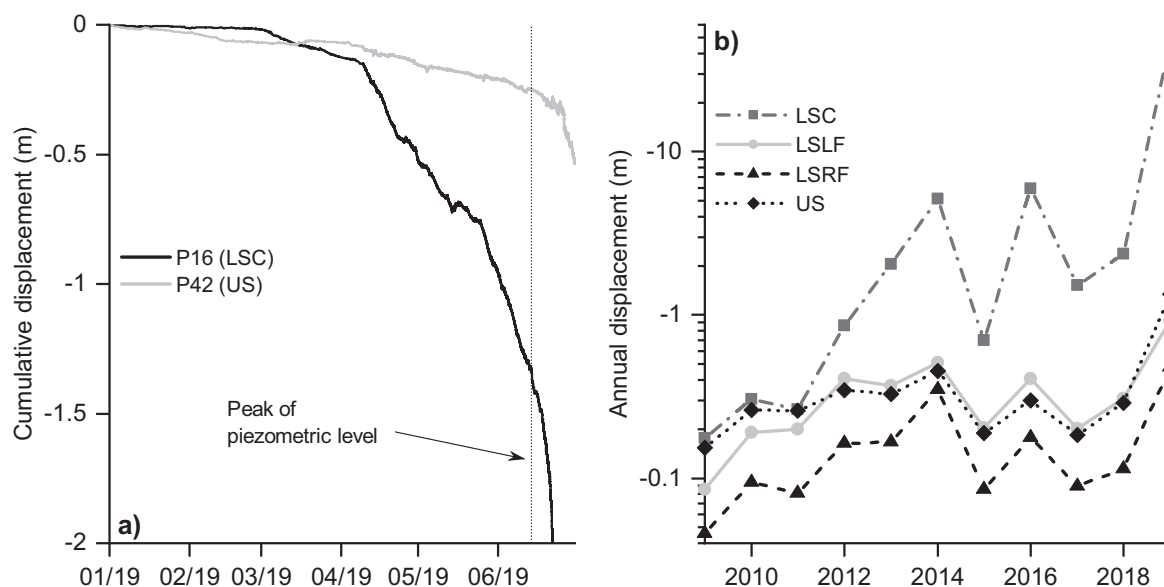 a)
Cumulative displacement (m)
0
-0.5
-1
-1.5
-2
01/19 02/19 03/19 04/19 05/19 06/19
P16 (LSC)
P42 (US)
Peak of
piezometric level
b)
Annual displacement (m)
-10
-1
-0.1
2010 2012 2014 2016 2018
LSC
LSLF
LSRF
US